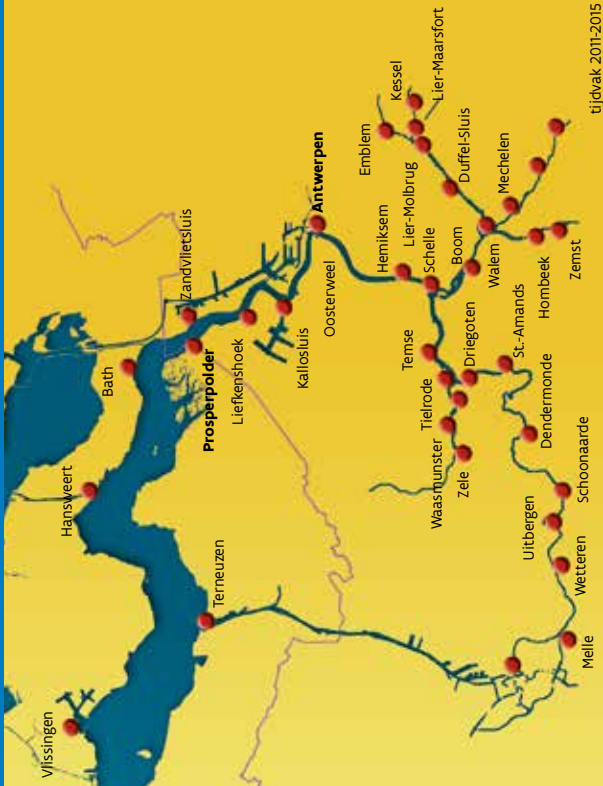 Vlissingen
Hansweert
Terneuzen
Bath
Zandvlietsluis
Prosperpolder
Liefkenshoek
Kallosluis
Antwerpen
Oosterweel
Hemiksem
Schelle
Temse
Tielrode
Waasmunster
Zele
Driegoten
St.-Amands
Dendermonde
Schoonaarde
Uitbergen
Wetteren
Melle
Boom
Walem
Mechelen
Hombeek
Zemst
Duffel-Sluis
Lier-Molbrug
Emblem
Kessel
Lier-Maarsfort
tijdvak 2011-2015